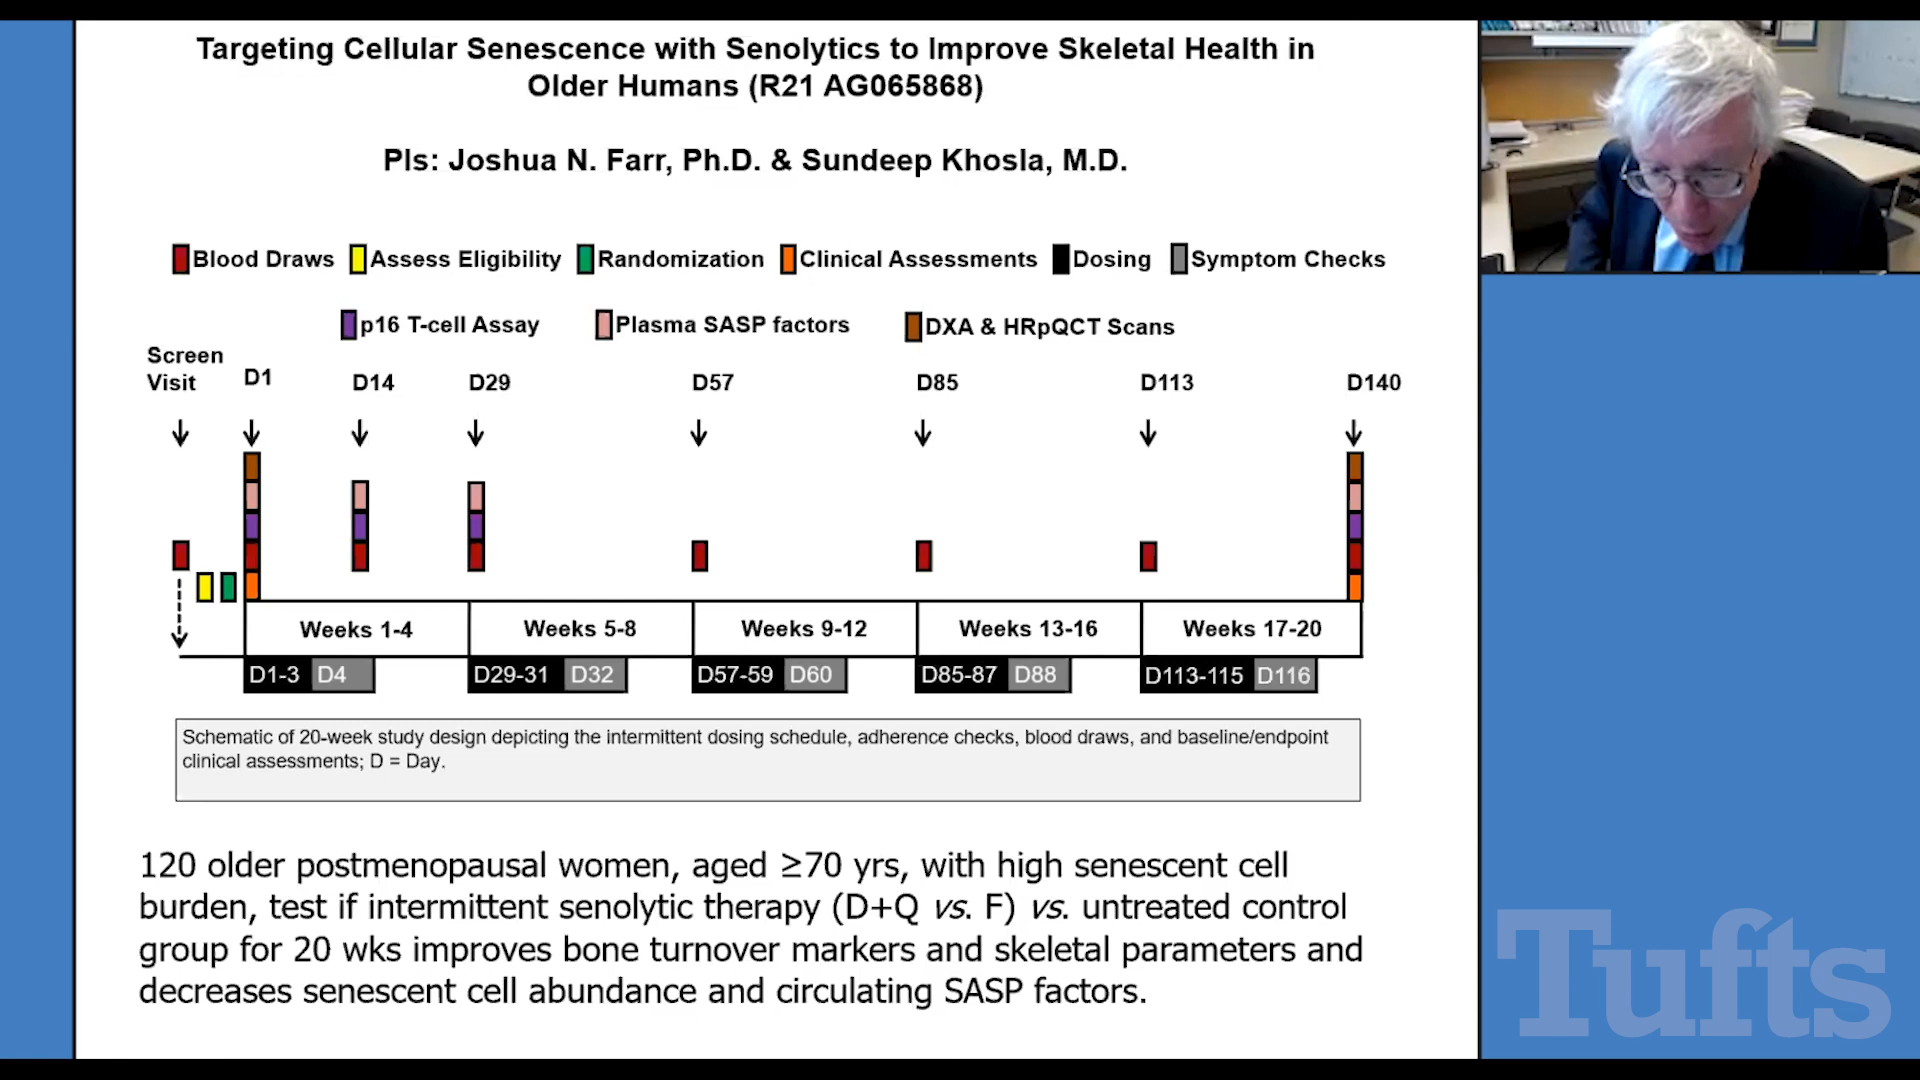 Targeting Cellular Senescence with Senolytics to Improve Skeletal Health in
Older Humans (R21 AG065868)
PIs: Joshua N. Farr, Ph.D. & Sundeep Khosla, M.D.
Blood Draws Assess Eligibility Randomization Clinical Assessments Dosing Symptom Checks
p16 T-cell Assay Plasma SASP factors DXA & HRpQCT Scans
Screen
Visit D1 D14 D29 D57 D85 D113 D140
Weeks 1-4 Weeks 5-8 Weeks 9-12 Weeks 13-16 Weeks 17-20
D1-3 D4 D29-31 D32 D57-59 D60 D85-87 D88 D113-115 D116
Schematic of 20-week study design depicting the intermittent dosing schedule, adherence checks, blood draws, and baseline/endpoint
clinical assessments; D = Day.
120 older postmenopausal women, aged ≥70 yrs, with high senescent cell
burden, test if intermittent senolytic therapy (D+Q vs. F) vs. untreated control
group for 20 wks improves bone turnover markers and skeletal parameters and
decreases senescent cell abundance and circulating SASP factors.
Tufts